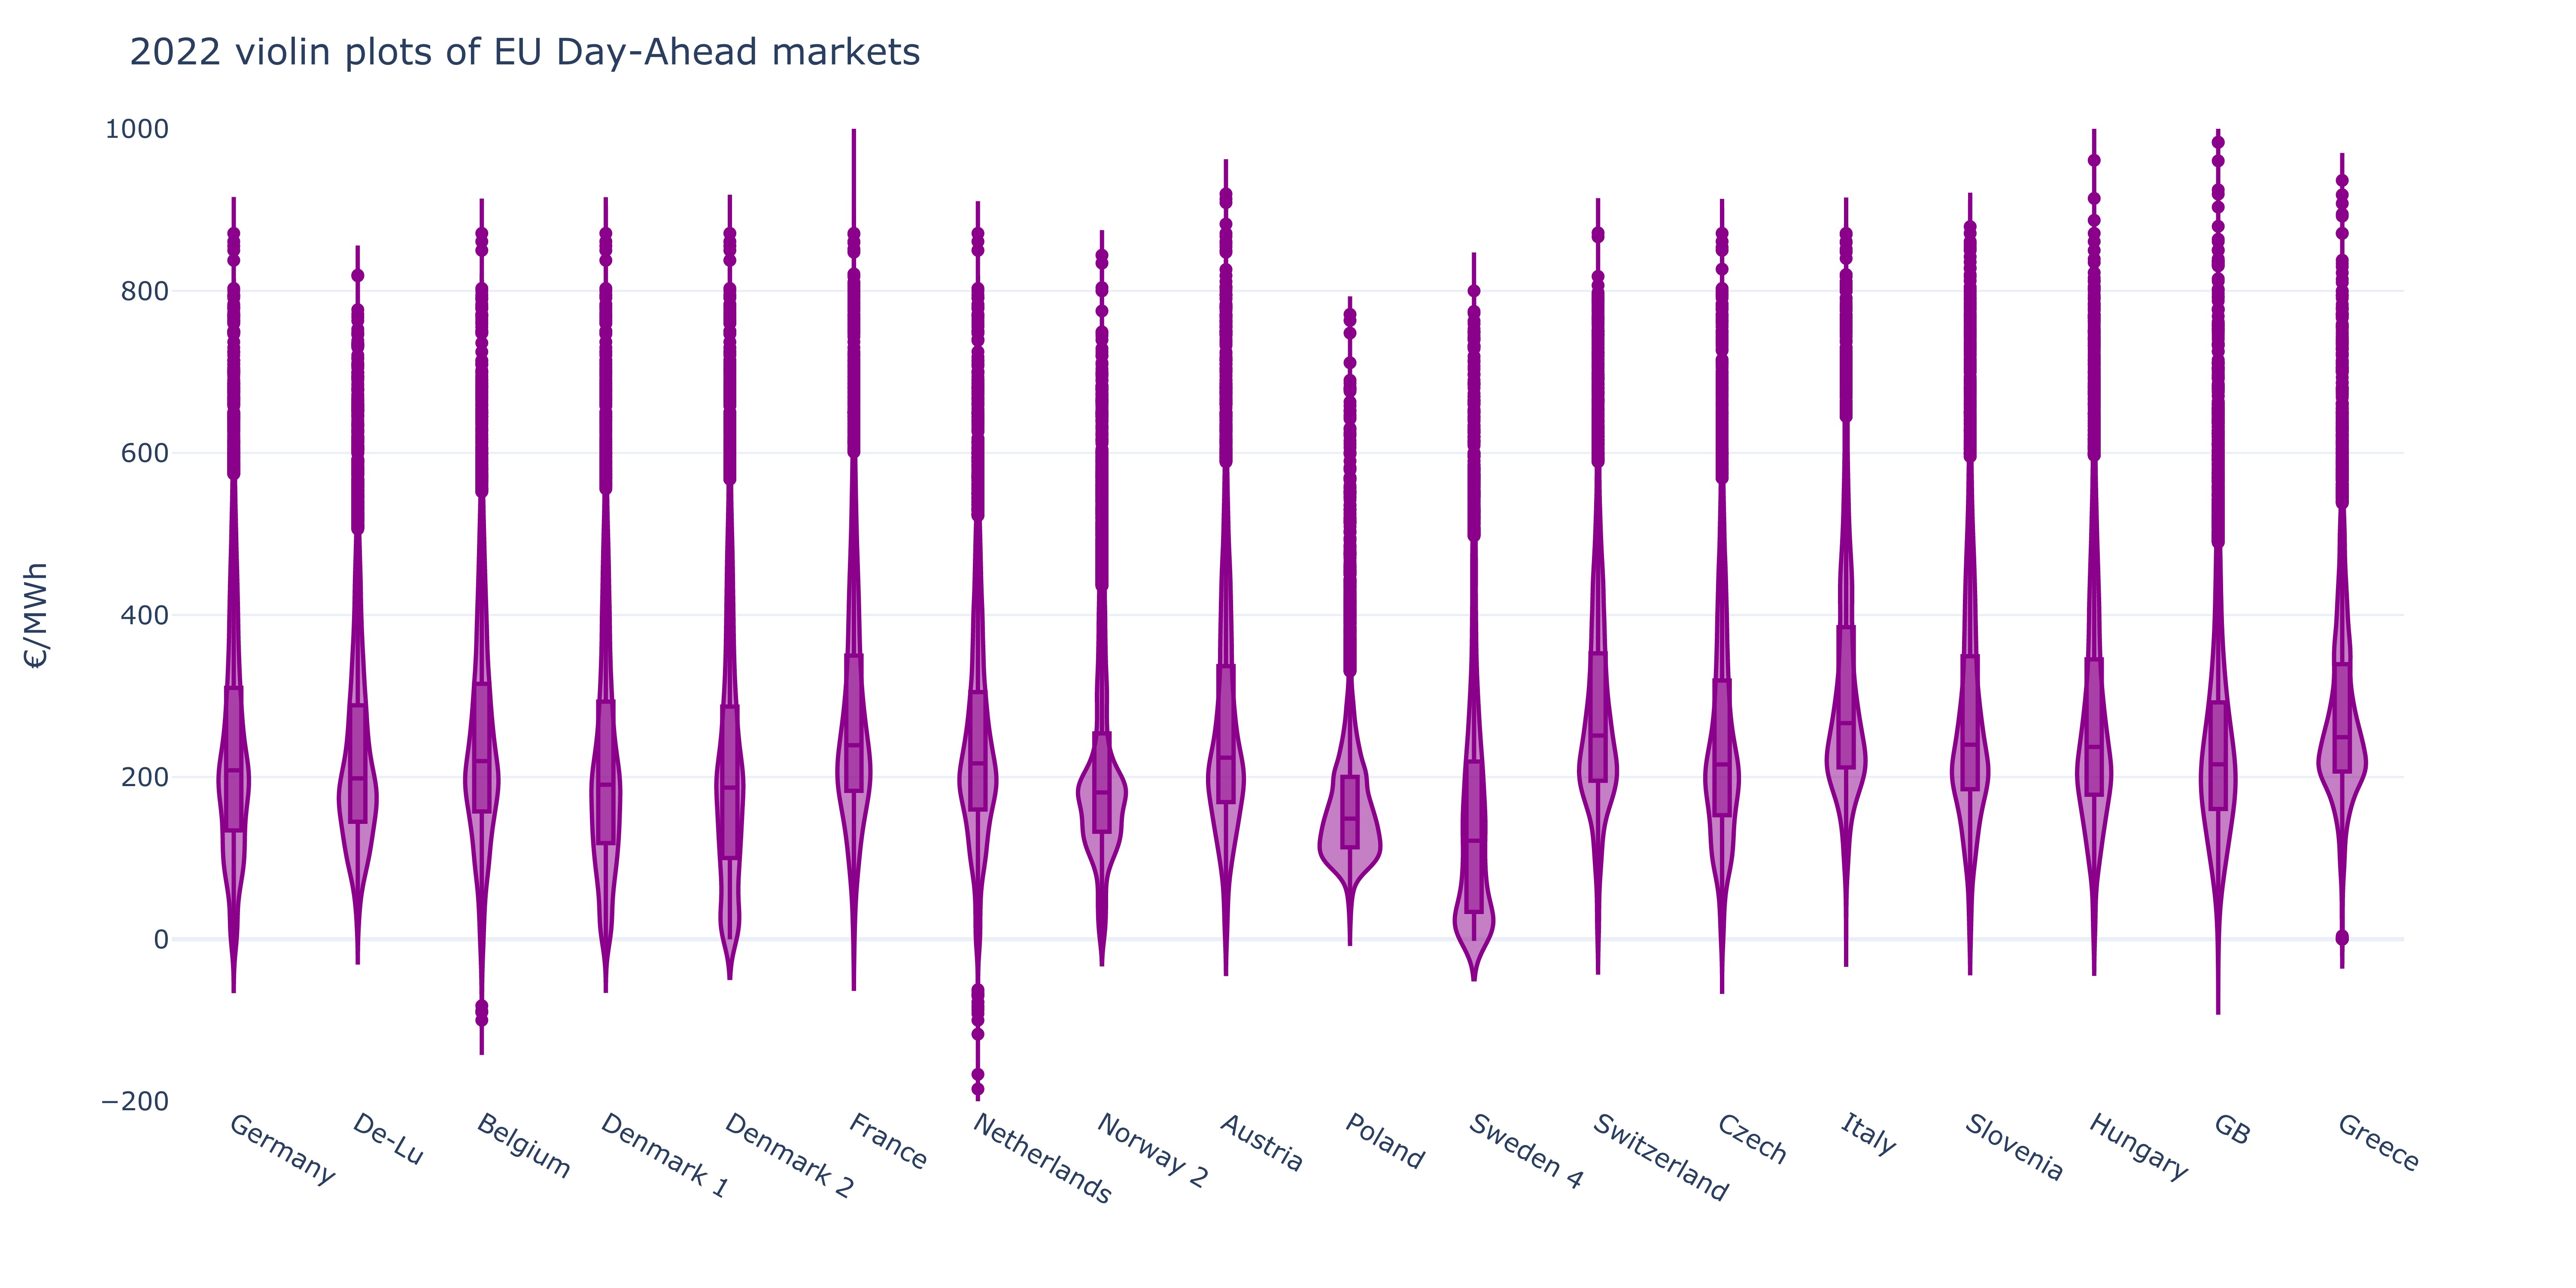 2022 violin plots of EU Day-Ahead markets
1000
800
600
400
200
0
−200
€/MWh
Germany
De-Lu
Belgium
Denmark 1
Denmark 2
France
Netherlands
Norway 2
Austria
Poland
Sweden 4
Switzerland
Czech
Italy
Slovenia
Hungary
GB
Greece